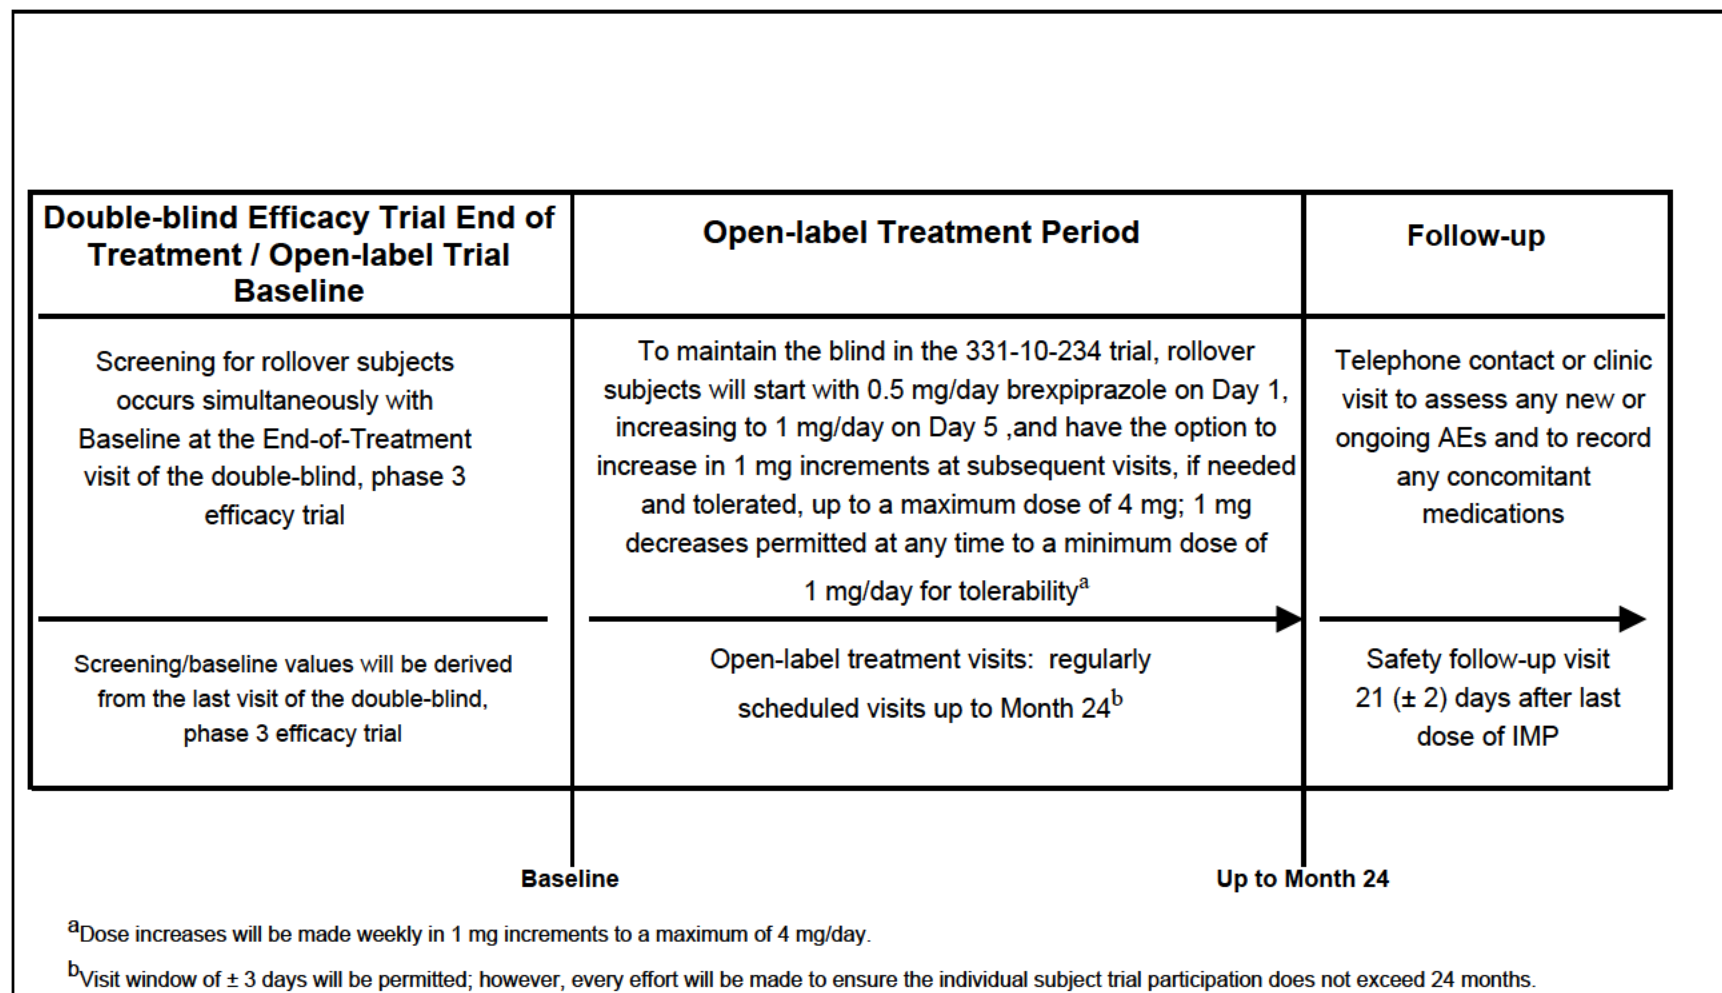 Double-blind Efficacy Trial End of
Treatment / Open-label Trial
Baseline
Open-label Treatment Period
Follow-up
Screening for rollover subjects
occurs simultaneously with
Baseline at the End-of-Treatment
visit of the double-blind, phase 3
efficacy trial
To maintain the blind in the 331-10-234 trial, rollover
subjects will start with 0.5 mg/day brexpiprazole on Day 1,
increasing to 1 mg/day on Day 5 ,and have the option to
increase in 1 mg increments at subsequent visits, if needed
and tolerated, up to a maximum dose of 4 mg; 1 mg
decreases permitted at any time to a minimum dose of
1 mg/day for tolerability^a
Telephone contact or clinic
visit to assess any new or
ongoing AEs and to record
any concomitant
medications
Screening/baseline values will be derived
from the last visit of the double-blind,
phase 3 efficacy trial
Open-label treatment visits: regularly
scheduled visits up to Month 24^b
Safety follow-up visit
21 (± 2) days after last
dose of IMP
Baseline
Up to Month 24
^aDose increases will be made weekly in 1 mg increments to a maximum of 4 mg/day.
^bVisit window of ± 3 days will be permitted; however, every effort will be made to ensure the individual subject trial participation does not exceed 24 months.